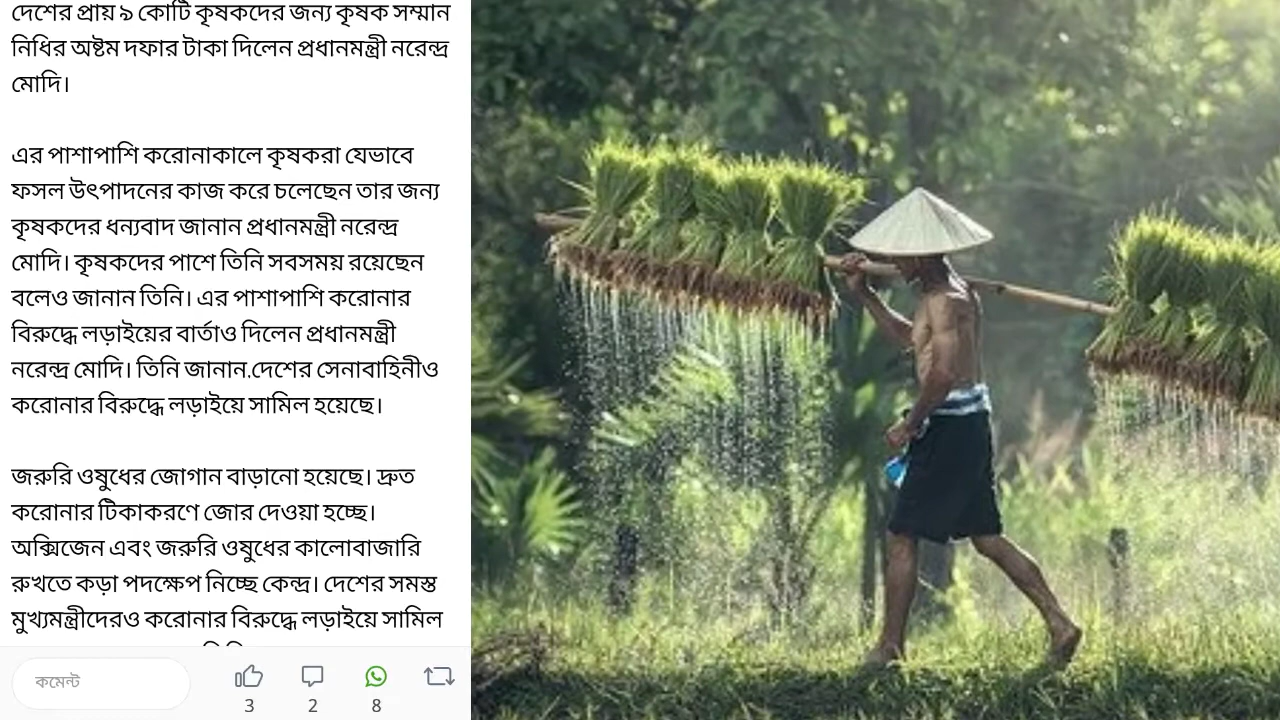 দেশের প্রায় ৯ কোটি কৃষকদের জন্য কৃষক সম্মান
নিধির অষ্টম দফার টাকা দিলেন প্রধানমন্ত্রী নরেন্দ্র
মোদি।
এর পাশাপাশি করোনাকালে কৃষকরা যেভাবে
ফসল উৎপাদনের কাজ করে চলেছেন তার জন্য
কৃষকদের ধন্যবাদ জানান প্রধানমন্ত্রী নরেন্দ্র
মোদি। কৃষকদের পাশে তিনি সবসময় রয়েছেন
বলেও জানান তিনি। এর পাশাপাশি করোনার
বিরুদ্ধে লড়াইয়ের বার্তাও দিলেন প্রধানমন্ত্রী
নরেন্দ্র মোদি। তিনি জানান.দেশের সেনাবাহিনীও
করোনার বিরুদ্ধে লড়াইয়ে সামিল হয়েছে।
জরুরি ওষুধের জোগান বাড়ানো হয়েছে। দ্রুত
করোনার টিকাকরণে জোর দেওয়া হচ্ছে।
অক্সিজেন এবং জরুরি ওষুধের কালোবাজারি
রুখতে কড়া পদক্ষেপ নিচ্ছে কেন্দ্র। দেশের সমস্ত
মুখ্যমন্ত্রীদেরও করোনার বিরুদ্ধে লড়াইয়ে সামিল
কমেন্ট
3 2 8